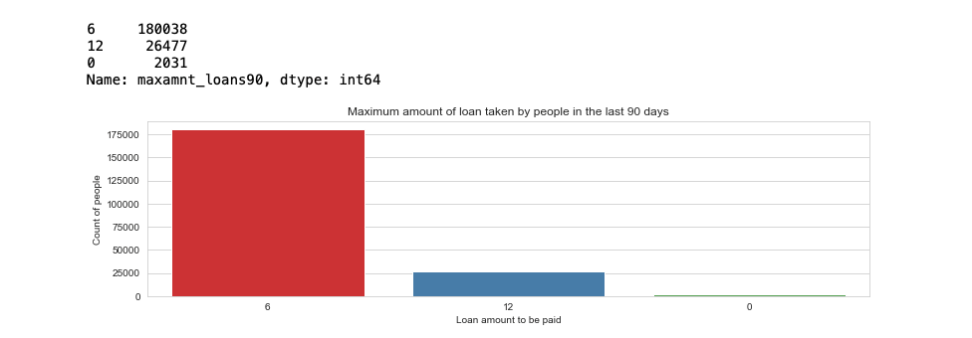 6 180038
12 26477
0 2031
Name: maxamnt_loans90, dtype: int64
Maximum amount of loan taken by people in the last 90 days
175000
150000
125000
100000
75000
50000
25000
0
Count of people
6 12 0
Loan amount to be paid